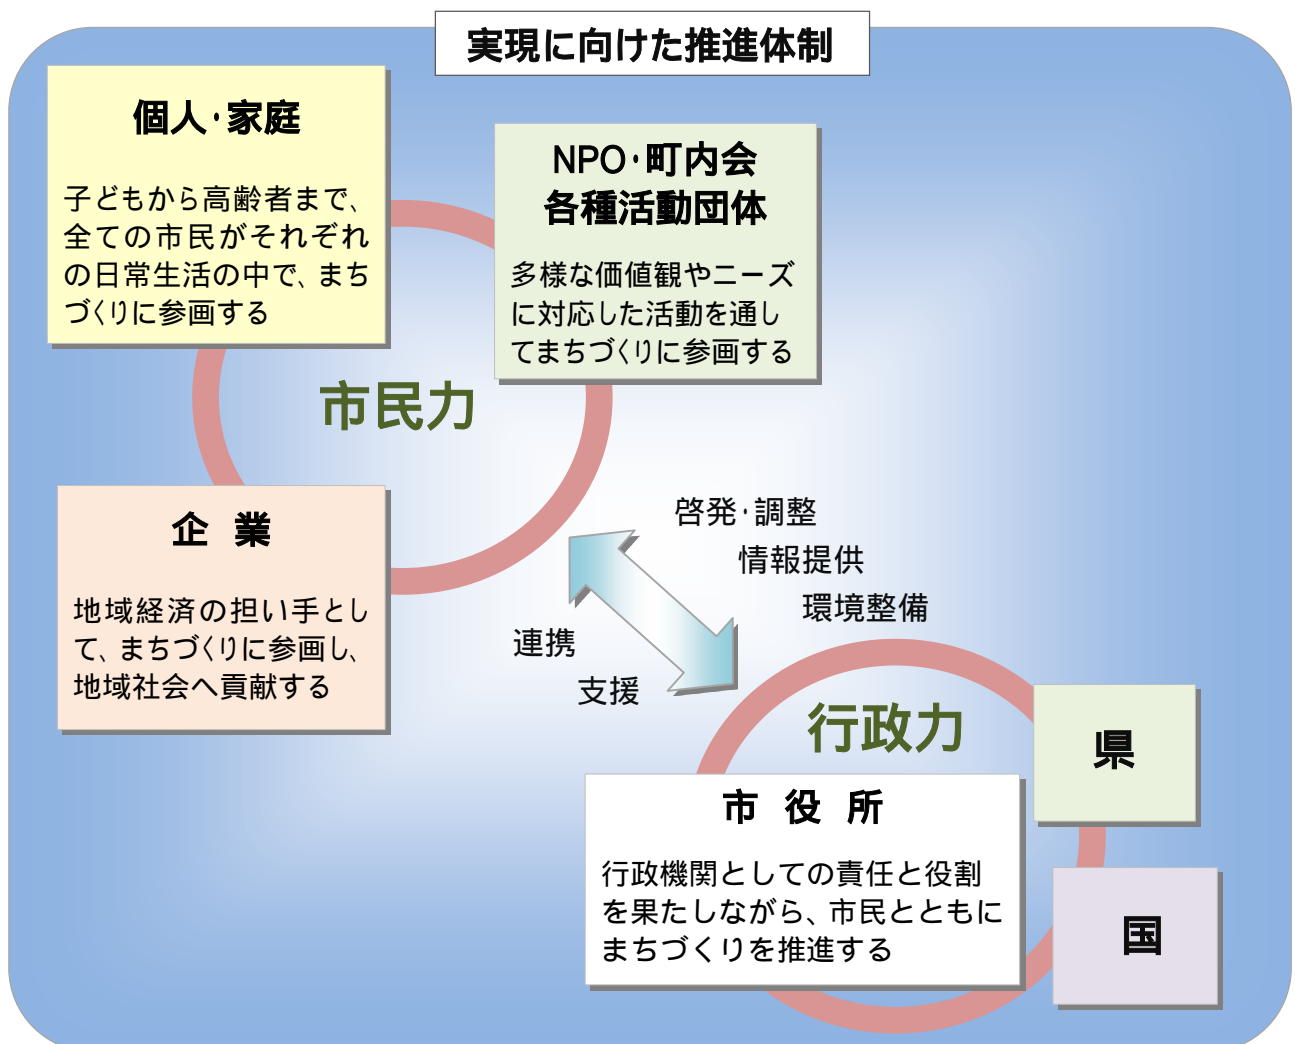 実現に向けた推進体制
個人・家庭
子どもから高齢者まで、
全ての市民がそれぞれ
の日常生活の中で、まち
づくりに参画する
NPO・町内会
各種活動団体
多様な価値観やニーズ
に対応した活動を通し
てまちづくりに参画する
市民力
企　業
地域経済の担い手とし
て、まちづくりに参画し、
地域社会へ貢献する
啓発・調整
情報提供
環境整備
連携
支援
行政力
市　役　所
行政機関としての責任と役割
を果たしながら、市民とともに
まちづくりを推進する
県
国